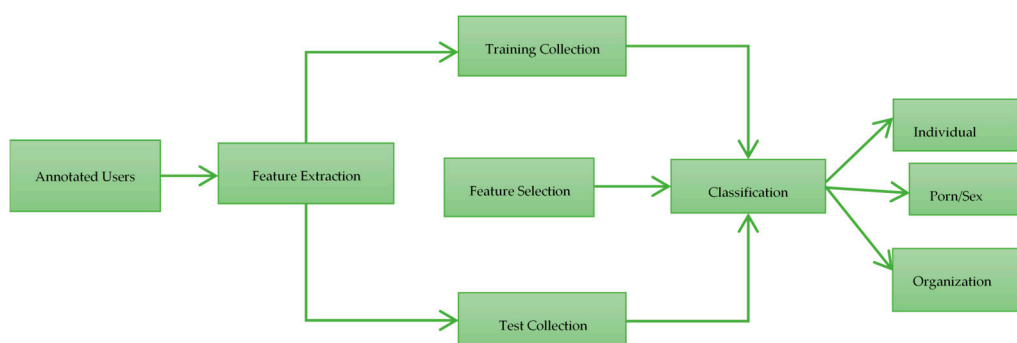 Annotated Users
Feature Extraction
Training Collection
Feature Selection
Test Collection
Classification
Individual
Porn/Sex
Organization